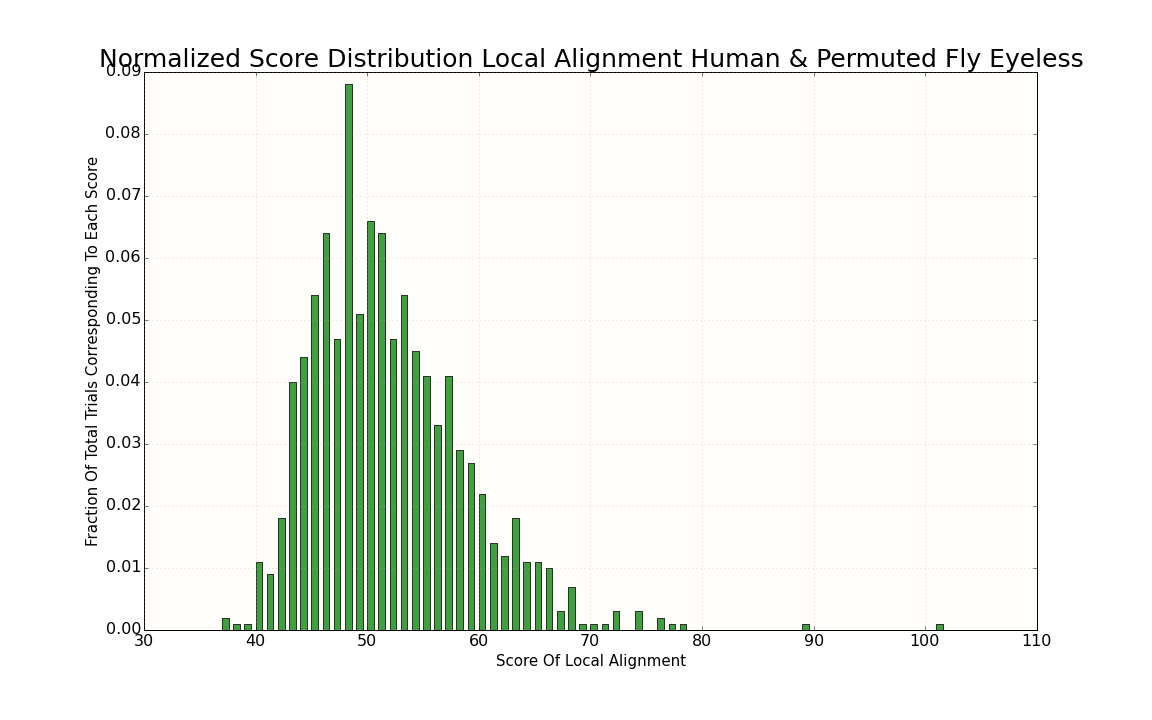 Normalized Score Distribution Local Alignment Human & Permuted Fly Eyeless
0.09
0.08
0.07
0.06
0.05
0.04
0.03
0.02
0.01
0.00
Fraction Of Total Trials Corresponding To Each Score
30 40 50 60 70 80 90 100 110
Score Of Local Alignment